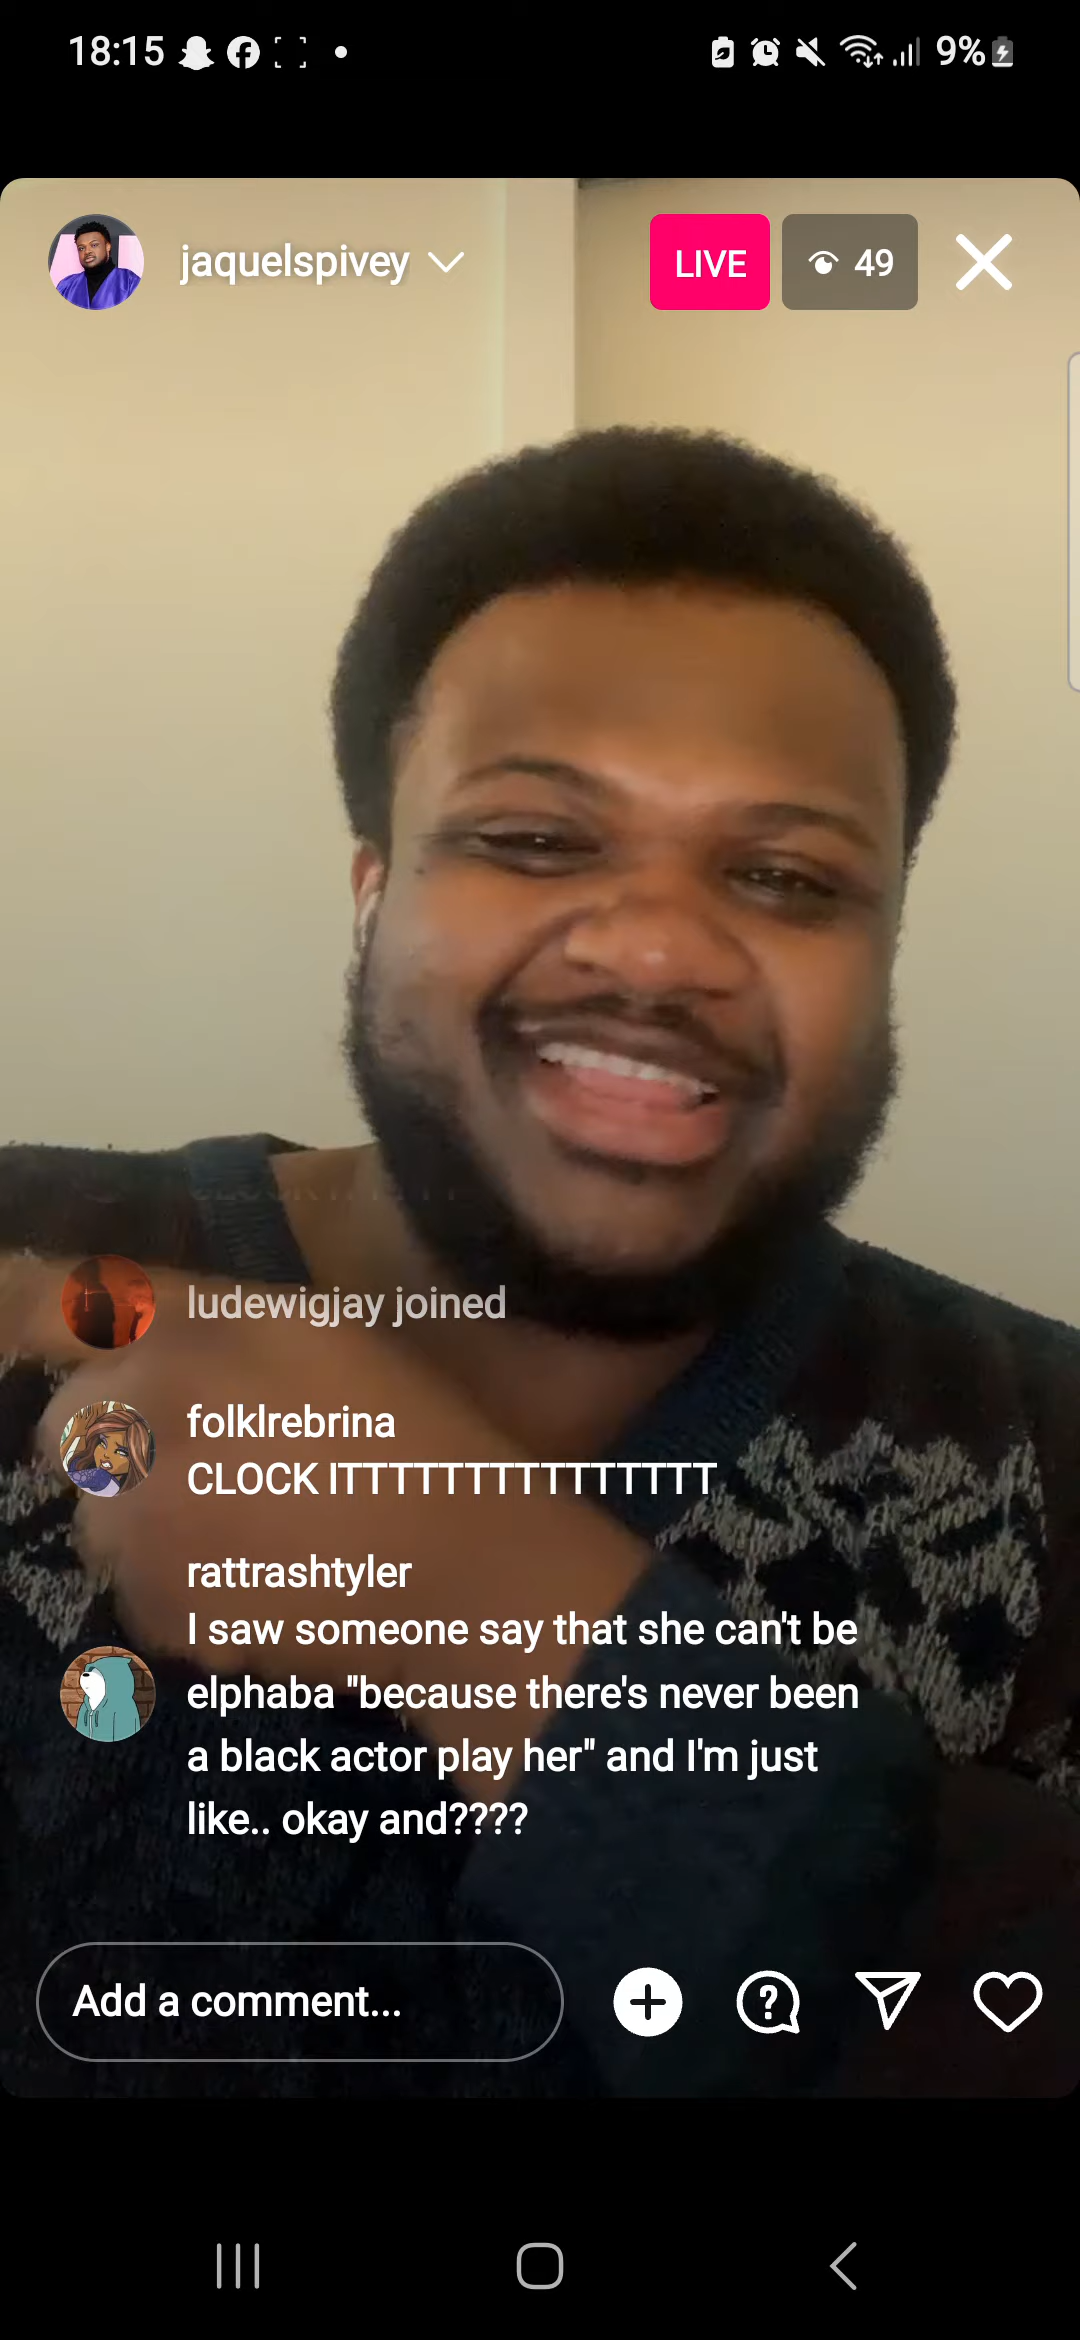 18:15
9%
jaquelspivey
LIVE
49
ludewigjay joined
folklrebrina
CLOCK ITTTTTTTTTTTTTTTT
rattrashtyler
I saw someone say that she can't be
elphaba "because there's never been
a black actor play her" and I'm just
like.. okay and????
Add a comment...